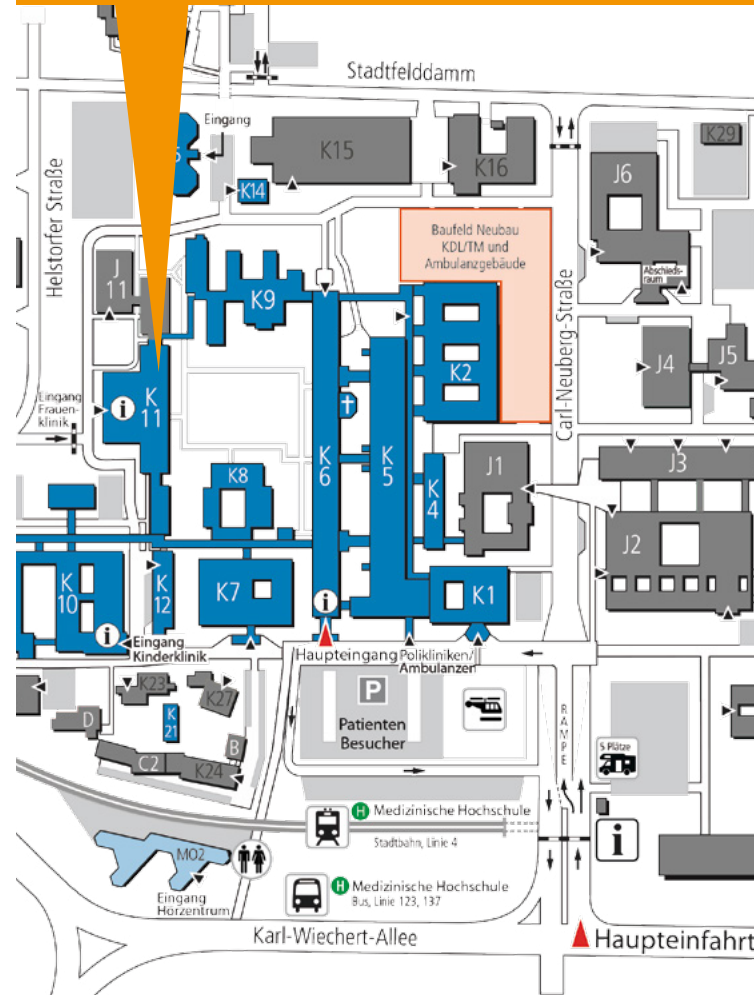 Stadtfelddamm
Eingang
5
K14
K15
K16
K29
J6
Abschieds-
raum
Helstorfer Straße
J
11
K9
Baufeld Neubau
KDL/TM und
Ambulanzgebäude
Carl-Neuberg-Straße
K2
J4
J5
Eingang
Frauen-
klinik
i
K
11
K8
K
6
K
5
K
4
J1
J3
J2
K
10
i
K
12
K7
i
K1
Eingang
Kinderklinik
Haupteingang
Polikliniken/
Ambulanzen
K23
K27
K
21
D
B
C2
K24
P
Patienten
Besucher
RAMPE
5 Plätze
H Medizinische Hochschule
Stadtbahn, Linie 4
i
MO2
Eingang
Hörzentrum
H Medizinische Hochschule
Bus, Linie 123, 137
Karl-Wiechert-Allee
Haupteinfahrt